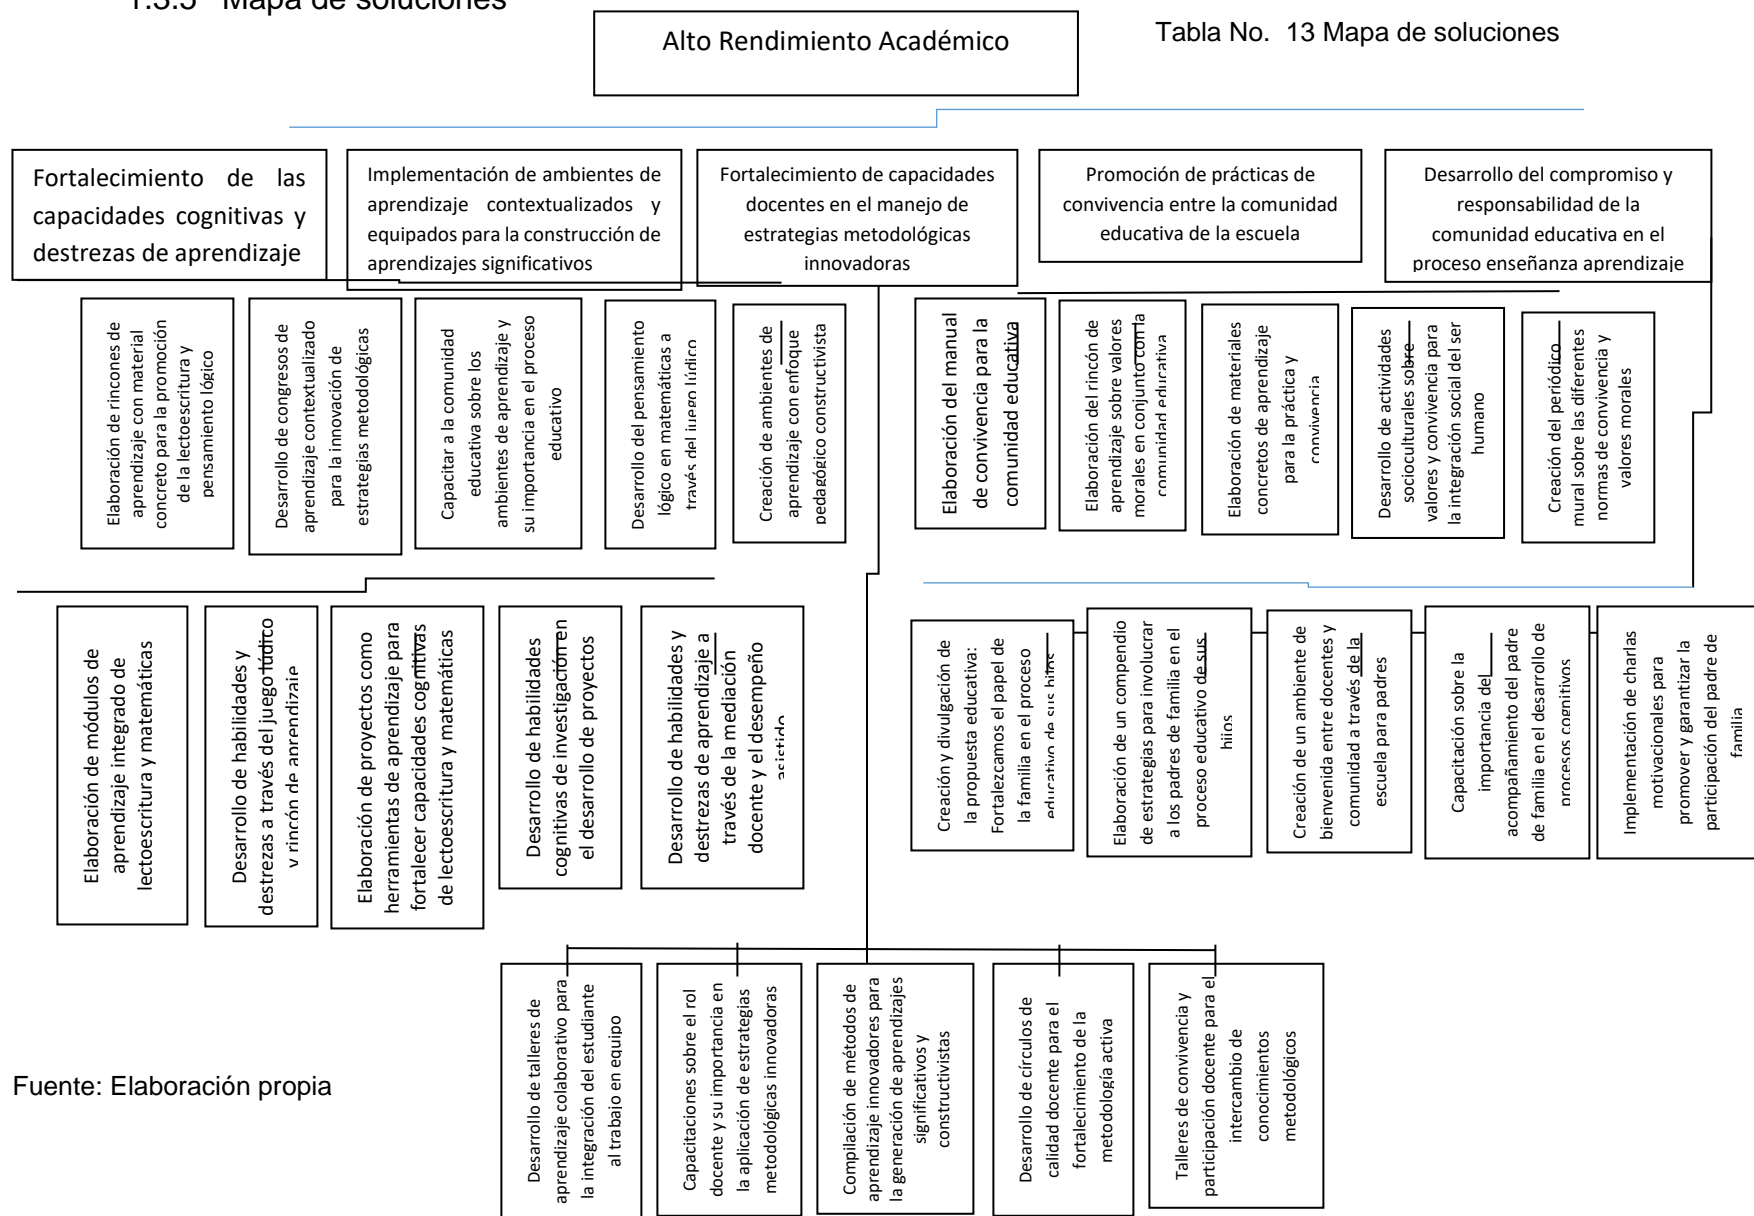 1.3.5 Mapa de soluciones
Alto Rendimiento Académico
Tabla No. 13 Mapa de soluciones
Fortalecimiento de las
capacidades cognitivas y
destrezas de aprendizaje
Implementación de ambientes de
aprendizaje contextualizados y
equipados para la construcción de
aprendizajes significativos
Fortalecimiento de capacidades
docentes en el manejo de
estrategias metodológicas
innovadoras
Promoción de prácticas de
convivencia entre la comunidad
educativa de la escuela
Desarrollo del compromiso y
responsabilidad de la
comunidad educativa en el
proceso enseñanza aprendizaje
Elaboración de rincones de
aprendizaje con material
concreto para la promoción
de la lectoescritura y
pensamiento lógico
Desarrollo de congresos de
aprendizaje contextualizado
para la innovación de
estrategias metodológicas
Capacitar a la comunidad
educativa sobre los
ambientes de aprendizaje y
su importancia en el proceso
educativo
Desarrollo del pensamiento
lógico en matemáticas a
través del juego lúdico
Creación de ambientes de
aprendizaje con enfoque
pedagógico constructivista
Elaboración del manual
de convivencia para la
comunidad educativa
Elaboración del rincón de
aprendizaje sobre valores
morales en conjunto con la
comunidad educativa
Elaboración de materiales
concretos de aprendizaje
para la práctica y
convivencia
Desarrollo de actividades
socioculturales sobre
valores y convivencia para
la integración social del ser
humano
Creación del periódico
mural sobre las diferentes
normas de convivencia y
valores morales
Elaboración de módulos de
aprendizaje integrado de
lectoescritura y matemáticas
Desarrollo de habilidades y
destrezas a través del juego lúdico
y rincón de aprendizaje
Elaboración de proyectos como
herramientas de aprendizaje para
fortalecer capacidades cognitivas
de lectoescritura y matemáticas
Desarrollo de habilidades
cognitivas de investigación en
el desarrollo de proyectos
Desarrollo de habilidades y
destrezas de aprendizaje a
través de la mediación
docente y el desempeño
asistido
Creación y divulgación de
la propuesta educativa:
Fortalezcamos el papel de
la familia en el proceso
educativo de sus hijos
Elaboración de un compendio
de estrategias para involucrar
a los padres de familia en el
proceso educativo de sus
hijos
Creación de un ambiente de
bienvenida entre docentes y
comunidad a través de la
escuela para padres
Capacitación sobre la
importancia del
acompañamiento del padre
de familia en el desarrollo de
procesos cognitivos
Implementación de charlas
motivacionales para
promover y garantizar la
participación del padre de
familia
Desarrollo de talleres de
aprendizaje colaborativo para
la integración del estudiante
al trabajo en equipo
Capacitaciones sobre el rol
docente y su importancia en
la aplicación de estrategias
metodológicas innovadoras
Compilación de métodos de
aprendizaje innovadores para
la generación de aprendizajes
significativos y
constructivistas
Desarrollo de círculos de
calidad docente para el
fortalecimiento de la
metodología activa
Talleres de convivencia y
participación docente para el
intercambio de
conocimientos
metodológicos
Fuente: Elaboración propia